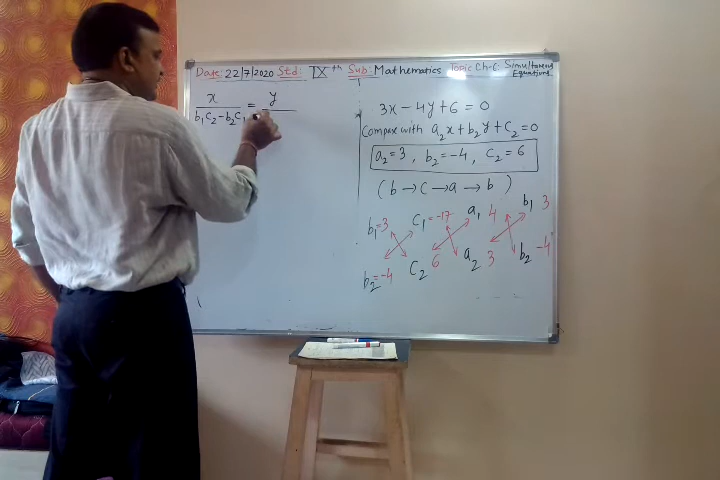 Date: 22/7/2020 Std: IXth Sub: Mathematics Topic Ch-6: Simultaneous Equations
x = y
b₁c₂-b₂c₁
3x-4y+6=0
Compare with a₂x+b₂y+c₂=0
a₂=3, b₂=-4, c₂=6
(b→c→a→b)
b₁=3 c₁=-17 a₁ 4 b₁ 3
b₂=-4 c₂ 6 a₂ 3 b₂ -4